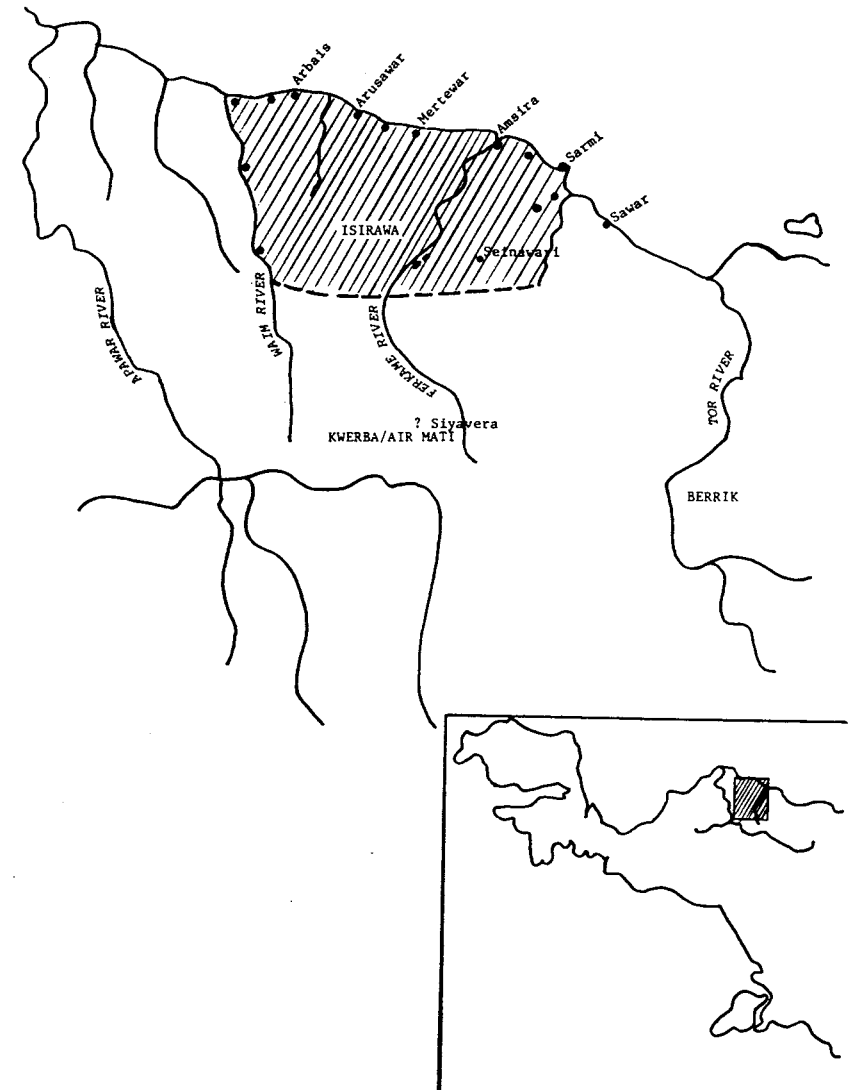 Arbais
Arusawar
Mertewar
Amsira
Sarmi
Sawar
ISIRAWA
Seinawari
APAWAR RIVER
WAIM RIVER
FERKAME RIVER
TOR RIVER
? Siyavera
KWERBA/AIR MATI
BERRIK